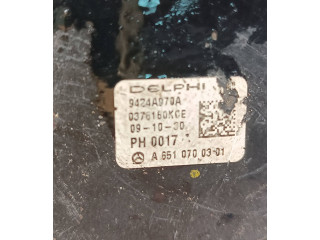 DELPHI
9424A070A
0376150KCE
09-10-30
PH 0017
A 651 070 03-01